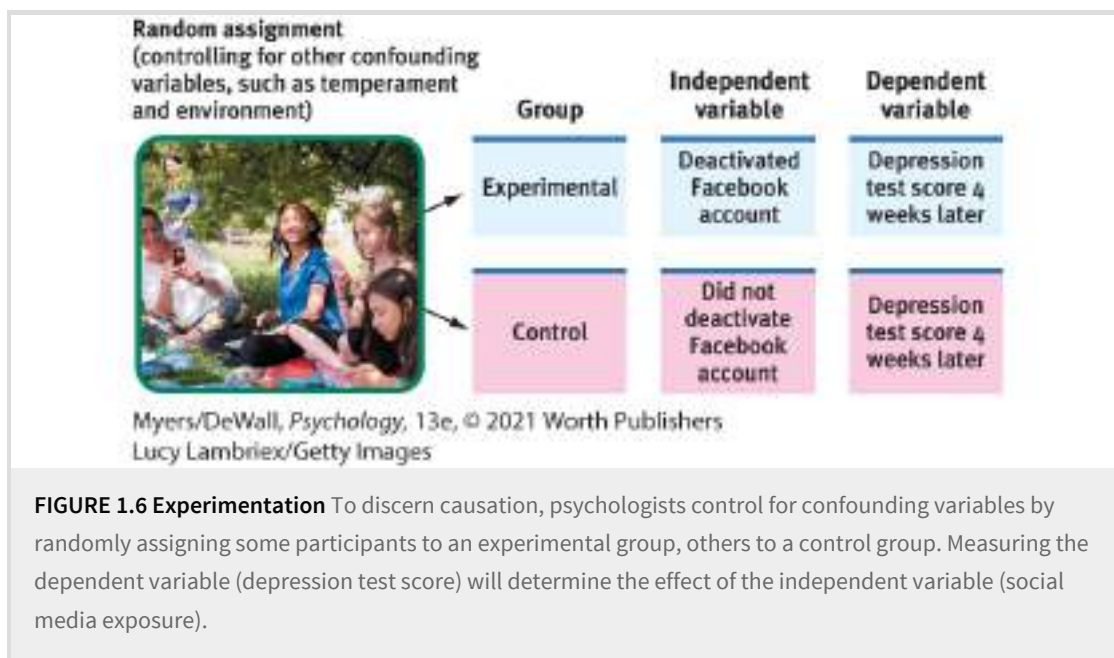 Random assignment
(controlling for other confounding
variables, such as temperament
and environment)
Group
Independent
variable
Dependent
variable
Experimental
Deactivated
Facebook
account
Depression
test score 4
weeks later
Control
Did not
deactivate
Facebook
account
Depression
test score 4
weeks later
Myers/DeWall, Psychology, 13e, © 2021 Worth Publishers
Lucy Lambriex/Getty Images
FIGURE 1.6 Experimentation To discern causation, psychologists control for confounding variables by
randomly assigning some participants to an experimental group, others to a control group. Measuring the
dependent variable (depression test score) will determine the effect of the independent variable (social
media exposure).